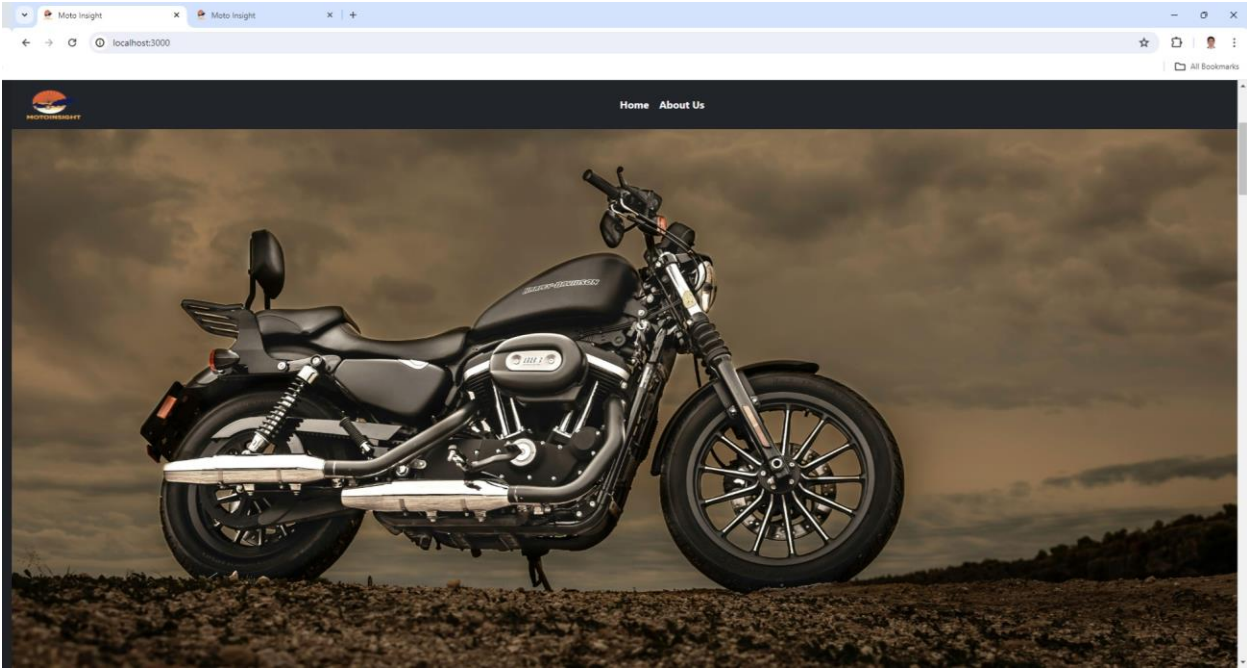 Moto Insight
Moto Insight
localhost:3000
All Bookmarks
MOTOINSIGHT
Home About Us
HARLEY-DAVIDSON